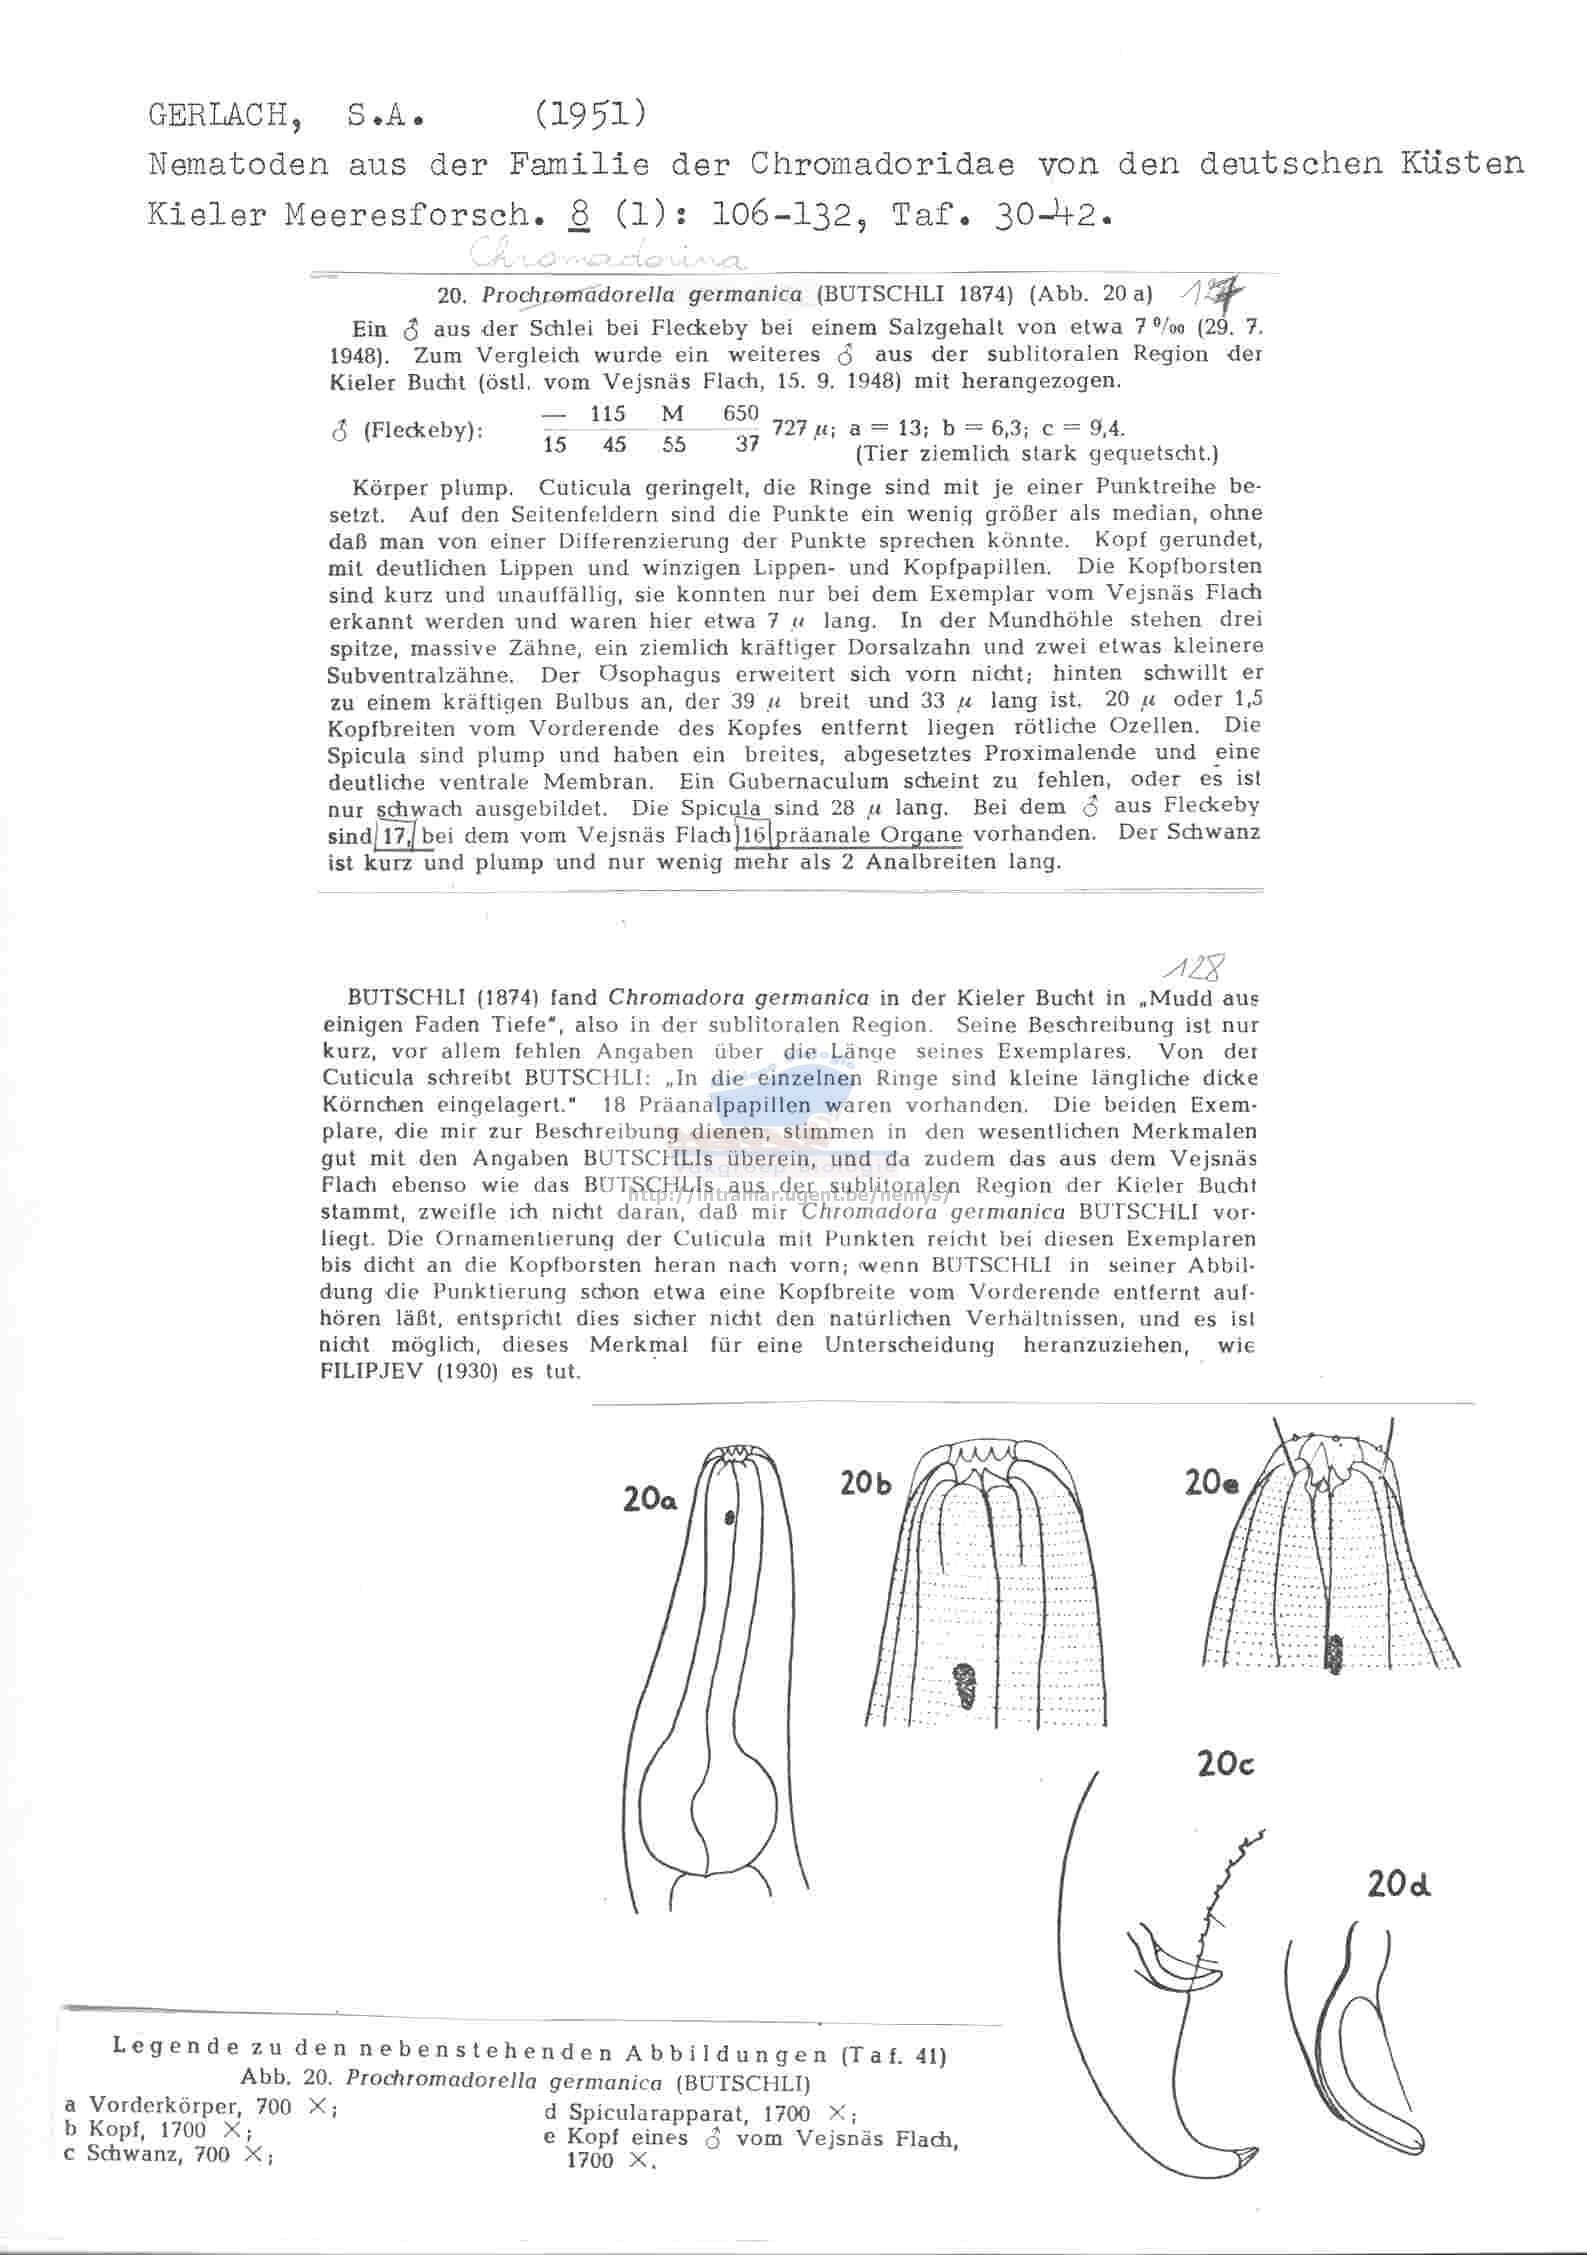 GERLACH, S.A. (1951)
Nematoden aus der Familie der Chromadoridae von den deutschen Küsten
Kieler Meeresforsch. 8 (1): 106-132, Taf. 30-42.
Chromadorina
20. Prochromadorella germanica (BÜTSCHLI 1874) (Abb. 20 a) 127
Ein ♂ aus der Schlei bei Fleckeby bei einem Salzgehalt von etwa 7 ⁰/₀₀ (29. 7.
1948). Zum Vergleich wurde ein weiteres ♂ aus der sublitoralen Region der
Kieler Bucht (östl. vom Vejsnäs Flach, 15. 9. 1948) mit herangezogen.
— 115 M 650
♂ (Fleckeby): 727 µ; a = 13; b = 6,3; c = 9,4.
15 45 55 37
(Tier ziemlich stark gequetscht.)
Körper plump. Cuticula geringelt, die Ringe sind mit je einer Punktreihe be-
setzt. Auf den Seitenfeldern sind die Punkte ein wenig größer als median, ohne
daß man von einer Differenzierung der Punkte sprechen könnte. Kopf gerundet,
mit deutlichen Lippen und winzigen Lippen- und Kopfpapillen. Die Kopfborsten
sind kurz und unauffällig, sie konnten nur bei dem Exemplar vom Vejsnäs Flach
erkannt werden und waren hier etwa 7 µ lang. In der Mundhöhle stehen drei
spitze, massive Zähne, ein ziemlich kräftiger Dorsalzahn und zwei etwas kleinere
Subventralzähne. Der Ösophagus erweitert sich vorn nicht; hinten schwillt er
zu einem kräftigen Bulbus an, der 39 µ breit und 33 µ lang ist. 20 µ oder 1,5
Kopfbreiten vom Vorderende des Kopfes entfernt liegen rötliche Ozellen. Die
Spicula sind plump und haben ein breites, abgesetztes Proximalende und eine
deutliche ventrale Membran. Ein Gubernaculum scheint zu fehlen, oder es ist
nur schwach ausgebildet. Die Spicula sind 28 µ lang. Bei dem ♂ aus Fleckeby
sind 17, bei dem vom Vejsnäs Flach 16 präanale Organe vorhanden. Der Schwanz
ist kurz und plump und nur wenig mehr als 2 Analbreiten lang.
128
BÜTSCHLI (1874) fand Chromadora germanica in der Kieler Bucht in „Mudd aus
einigen Faden Tiefe", also in der sublitoralen Region. Seine Beschreibung ist nur
kurz, vor allem fehlen Angaben über die Länge seines Exemplares. Von der
Cuticula schreibt BÜTSCHLI: „In die einzelnen Ringe sind kleine längliche dicke
Körnchen eingelagert." 18 Präanalpapillen waren vorhanden. Die beiden Exem-
plare, die mir zur Beschreibung dienen, stimmen in den wesentlichen Merkmalen
gut mit den Angaben BÜTSCHLIs überein, und da zudem das aus dem Vejsnäs
vakgroep biologie
Flach ebenso wie das BÜTSCHLIs aus der sublitoralen Region der Kieler Bucht
http://intramar.ugent.be/nemys/
stammt, zweifle ich nicht daran, daß mir Chromadora germanica BÜTSCHLI vor-
liegt. Die Ornamentierung der Cuticula mit Punkten reicht bei diesen Exemplaren
bis dicht an die Kopfborsten heran nach vorn; wenn BÜTSCHLI in seiner Abbil-
dung die Punktierung schon etwa eine Kopfbreite vom Vorderende entfernt auf-
hören läßt, entspricht dies sicher nicht den natürlichen Verhältnissen, und es ist
nicht möglich, dieses Merkmal für eine Unterscheidung heranzuziehen, wie
FILIPJEV (1930) es tut.
20a 20b 20e
20c
20d
Legende zu den nebenstehenden Abbildungen (Taf. 41)
Abb. 20. Prochromadorella germanica (BÜTSCHLI)
a Vorderkörper, 700 ×;
b Kopf, 1700 ×;
c Schwanz, 700 ×;
d Spicularapparat, 1700 ×;
e Kopf eines ♂ vom Vejsnäs Flach,
1700 ×.